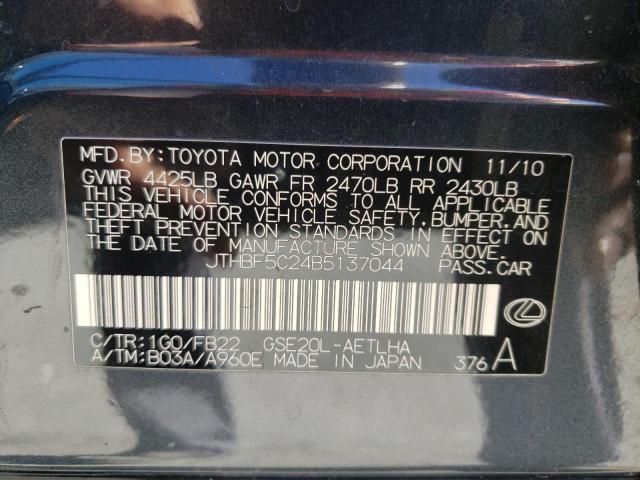 MFD.BY:TOYOTA MOTOR CORPORATION 11/10
GVWR 4425LB GAWR FR 2470LB RR 2430LB
THIS VEHICLE CONFORMS TO ALL APPLICABLE
FEDERAL MOTOR VEHICLE SAFETY,BUMPER,AND
THEFT PREVENTION STANDARDS IN EFFECT ON
THE DATE OF MANUFACTURE SHOWN ABOVE.
JTHBF5C24B5137044 PASS.CAR
C/TR:1G0/FB22 GSE20L-AETLHA
A/TM:B03A/A960E MADE IN JAPAN 376 A